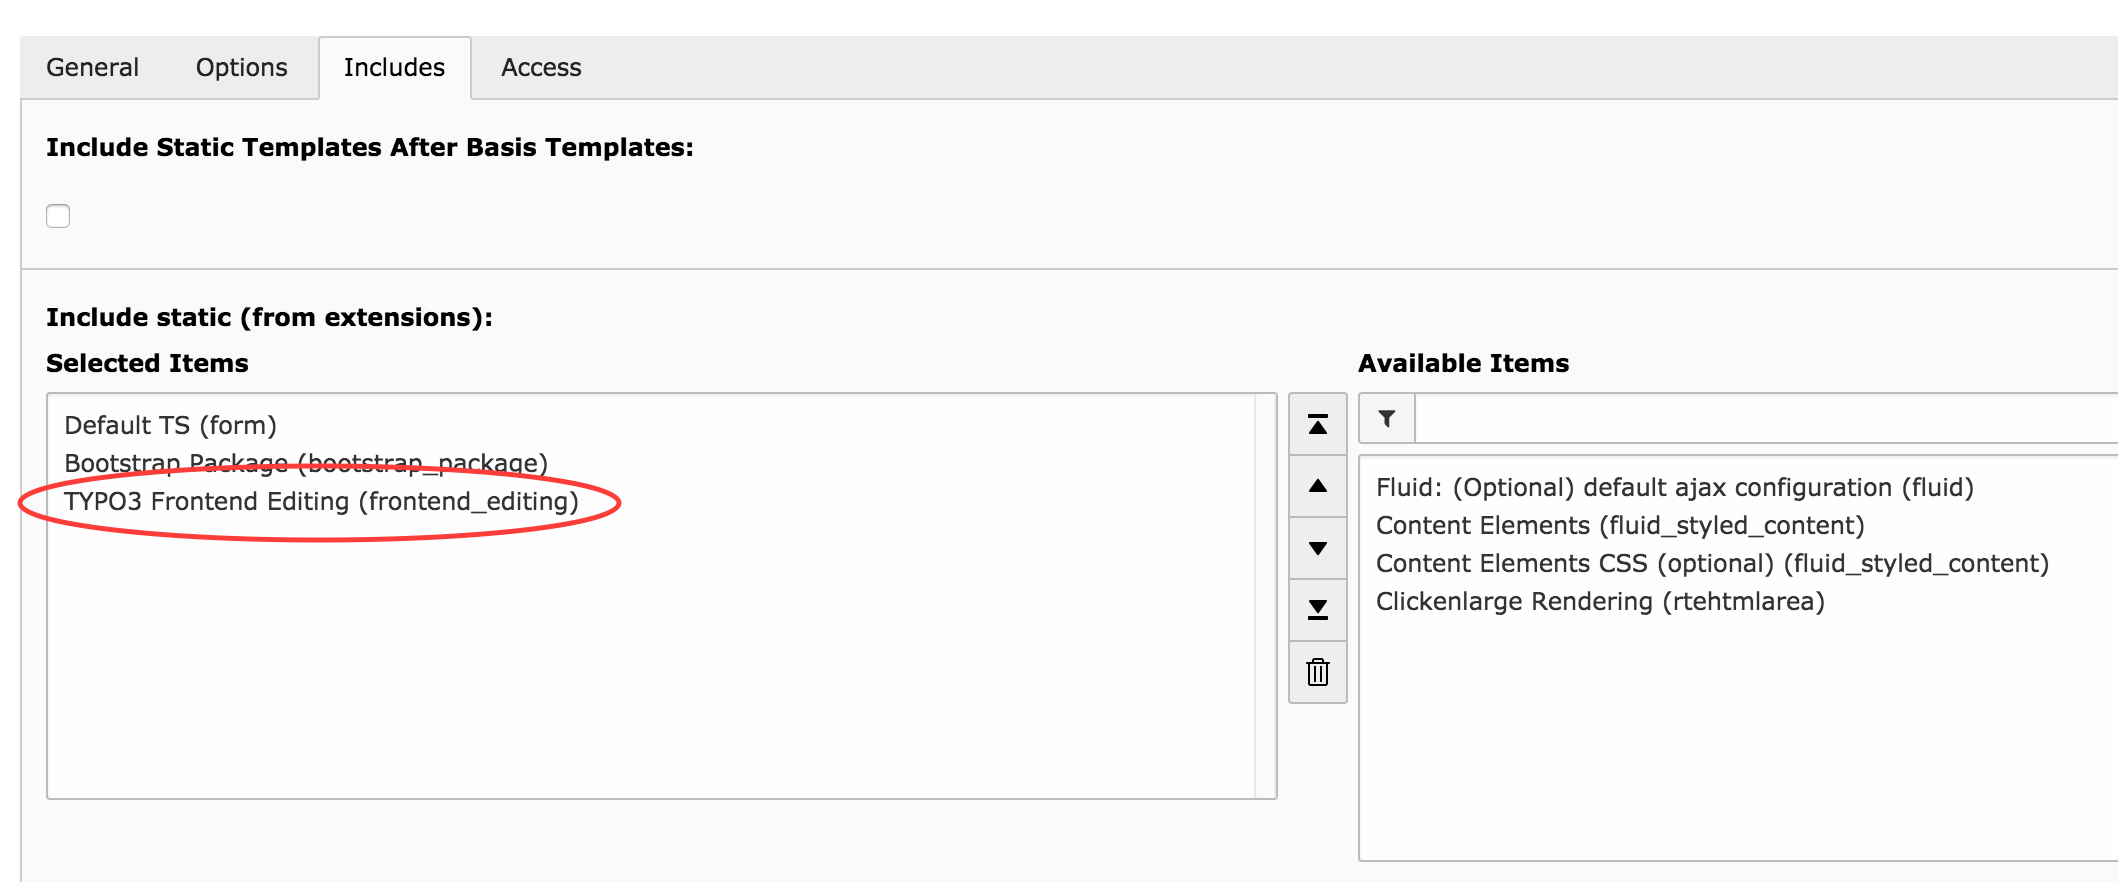 General Options Includes Access
Include Static Templates After Basis Templates:
Include static (from extensions):
Selected Items
Default TS (form)
Bootstrap Package (bootstrap_package)
TYPO3 Frontend Editing (frontend_editing)
Available Items
Fluid: (Optional) default ajax configuration (fluid)
Content Elements (fluid_styled_content)
Content Elements CSS (optional) (fluid_styled_content)
Clickenlarge Rendering (rtehtmlarea)